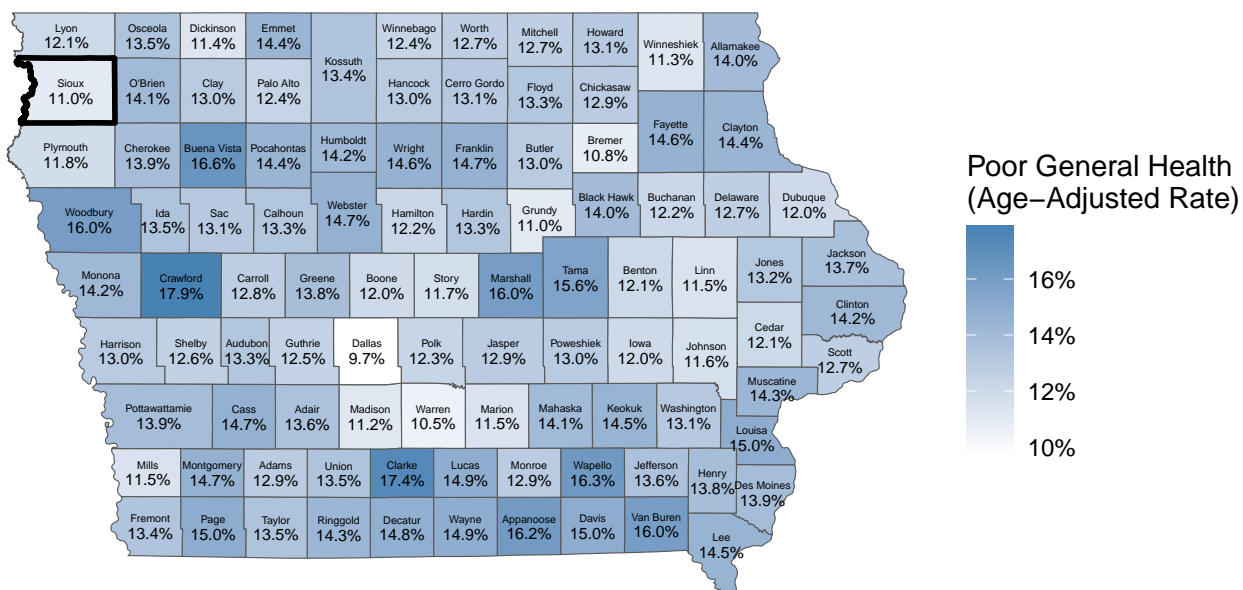 Lyon
12.1%
Osceola
13.5%
Dickinson
11.4%
Emmet
14.4%
Kossuth
13.4%
Winnebago
12.4%
Worth
12.7%
Mitchell
12.7%
Howard
13.1%
Winneshiek
11.3%
Allamakee
14.0%
Sioux
11.0%
O'Brien
14.1%
Clay
13.0%
Palo Alto
12.4%
Hancock
13.0%
Cerro Gordo
13.1%
Floyd
13.3%
Chickasaw
12.9%
Fayette
14.6%
Clayton
14.4%
Plymouth
11.8%
Cherokee
13.9%
Buena Vista
16.6%
Pocahontas
14.4%
Humboldt
14.2%
Wright
14.6%
Franklin
14.7%
Butler
13.0%
Bremer
10.8%
Woodbury
16.0%
Ida
13.5%
Sac
13.1%
Calhoun
13.3%
Webster
14.7%
Hamilton
12.2%
Hardin
13.3%
Grundy
11.0%
Black Hawk
14.0%
Buchanan
12.2%
Delaware
12.7%
Dubuque
12.0%
Monona
14.2%
Crawford
17.9%
Carroll
12.8%
Greene
13.8%
Boone
12.0%
Story
11.7%
Marshall
16.0%
Tama
15.6%
Benton
12.1%
Linn
11.5%
Jones
13.2%
Jackson
13.7%
Clinton
14.2%
Harrison
13.0%
Shelby
12.6%
Audubon
13.3%
Guthrie
12.5%
Dallas
9.7%
Polk
12.3%
Jasper
12.9%
Poweshiek
13.0%
Iowa
12.0%
Johnson
11.6%
Cedar
12.1%
Scott
12.7%
Muscatine
14.3%
Pottawattamie
13.9%
Cass
14.7%
Adair
13.6%
Madison
11.2%
Warren
10.5%
Marion
11.5%
Mahaska
14.1%
Keokuk
14.5%
Washington
13.1%
Louisa
15.0%
Mills
11.5%
Montgomery
14.7%
Adams
12.9%
Union
13.5%
Clarke
17.4%
Lucas
14.9%
Monroe
12.9%
Wapello
16.3%
Jefferson
13.6%
Henry
13.8%
Des Moines
13.9%
Fremont
13.4%
Page
15.0%
Taylor
13.5%
Ringgold
14.3%
Decatur
14.8%
Wayne
14.9%
Appanoose
16.2%
Davis
15.0%
Van Buren
16.0%
Lee
14.5%
Poor General Health
(Age−Adjusted Rate)
16%
14%
12%
10%